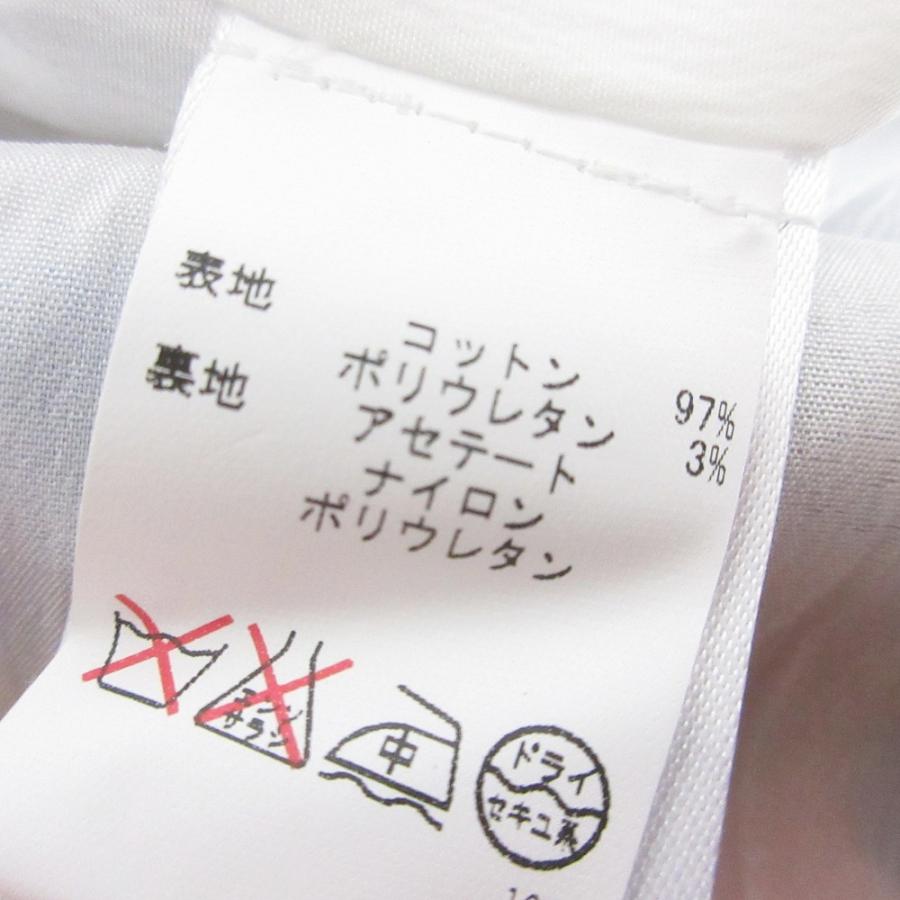 表地
コットン 97%
ポリウレタン 3%
裏地
アセテート
ナイロン
ポリウレタン
エンソ
サラシ
中
ドライ
セキユ系